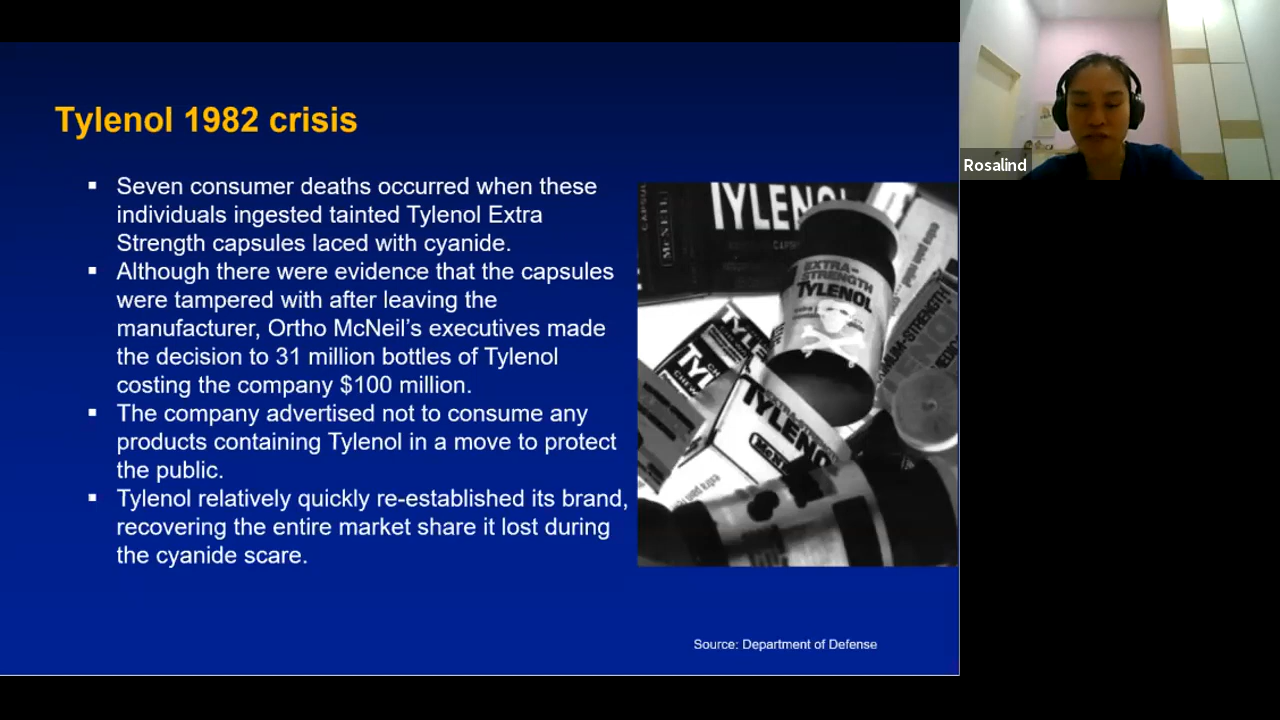 Tylenol 1982 crisis
Seven consumer deaths occurred when these
individuals ingested tainted Tylenol Extra
Strength capsules laced with cyanide.
Although there were evidence that the capsules
were tampered with after leaving the
manufacturer, Ortho McNeil's executives made
the decision to 31 million bottles of Tylenol
costing the company $100 million.
The company advertised not to consume any
products containing Tylenol in a move to protect
the public.
Tylenol relatively quickly re-established its brand,
recovering the entire market share it lost during
the cyanide scare.
TYLENOL
McNEIL
EXTRA-
STRENGTH
TYLENOL
TYLENOL
Source: Department of Defense
Rosalind